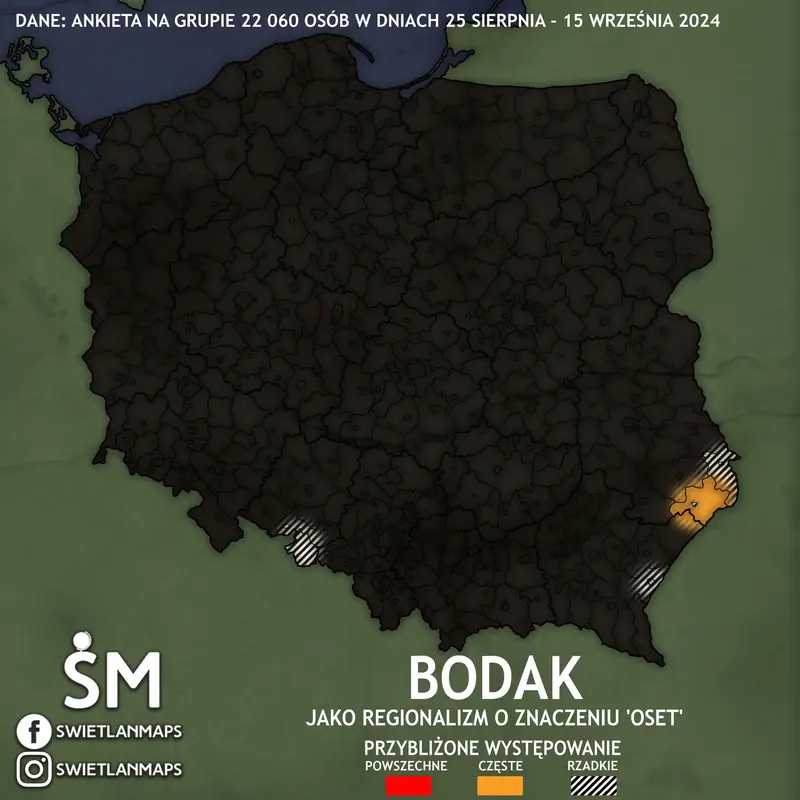 DANE: ANKIETA NA GRUPIE 22 060 OSÓB W DNIACH 25 SIERPNIA - 15 WRZEŚNIA 2024
ŚM
SWIETLANMAPS
SWIETLANMAPS
BODAK
JAKO REGIONALIZM O ZNACZENIU 'OSET'
PRZYBLIŻONE WYSTĘPOWANIE
POWSZECHNE CZĘSTE RZADKIE